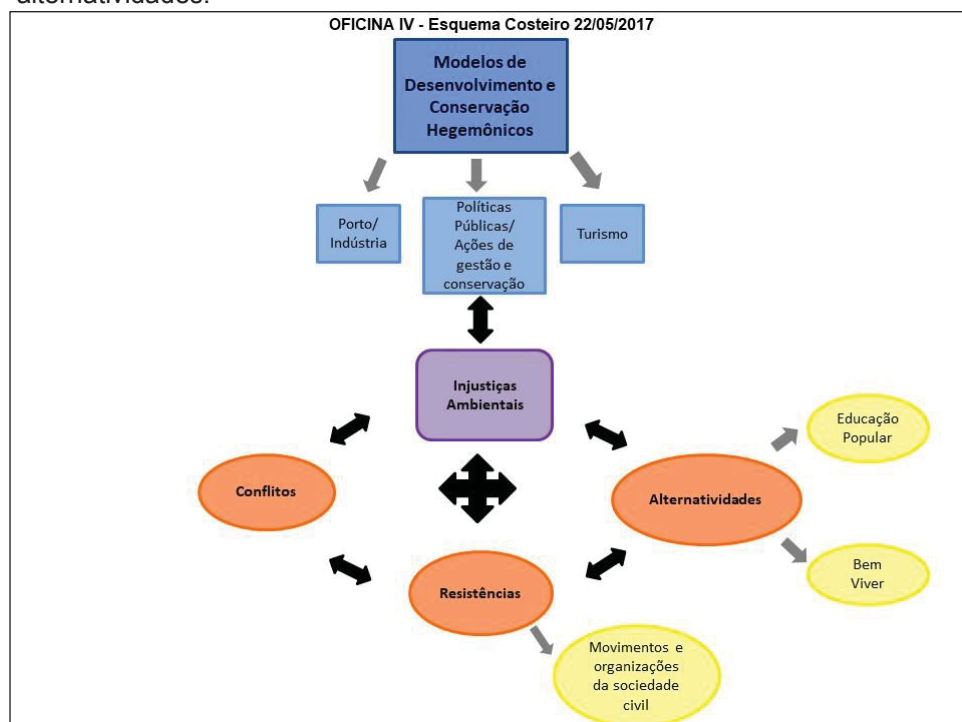 alternatividades.
OFICINA IV - Esquema Costeiro 22/05/2017
Modelos de
Desenvolvimento e
Conservação
Hegemônicos
Porto/
Indústria
Políticas
Públicas/
Ações de
gestão e
conservação
Turismo
Injustiças
Ambientais
Educação
Popular
Conflitos
Alternatividades
Bem
Viver
Resistências
Movimentos e
organizações
da sociedade
civil